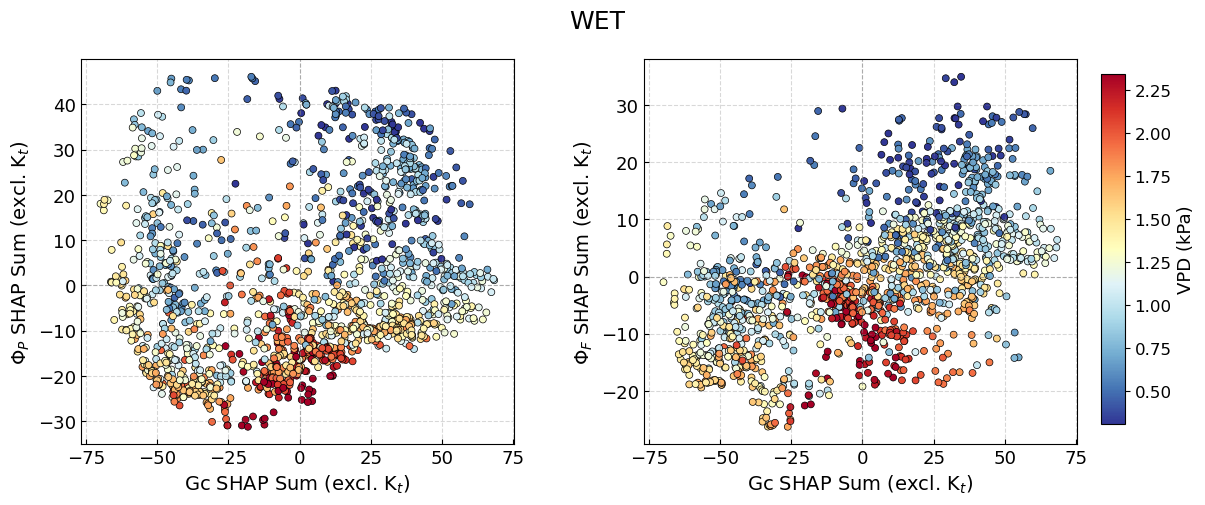 WET
40
30
20
10
0
−10
−20
−30
Φ_P SHAP Sum (excl. K_t)
−75 −50 −25 0 25 50 75
Gc SHAP Sum (excl. K_t)
30
20
10
0
−10
−20
Φ_F SHAP Sum (excl. K_t)
−75 −50 −25 0 25 50 75
Gc SHAP Sum (excl. K_t)
2.25
2.00
1.75
1.50
1.25
1.00
0.75
0.50
VPD (kPa)